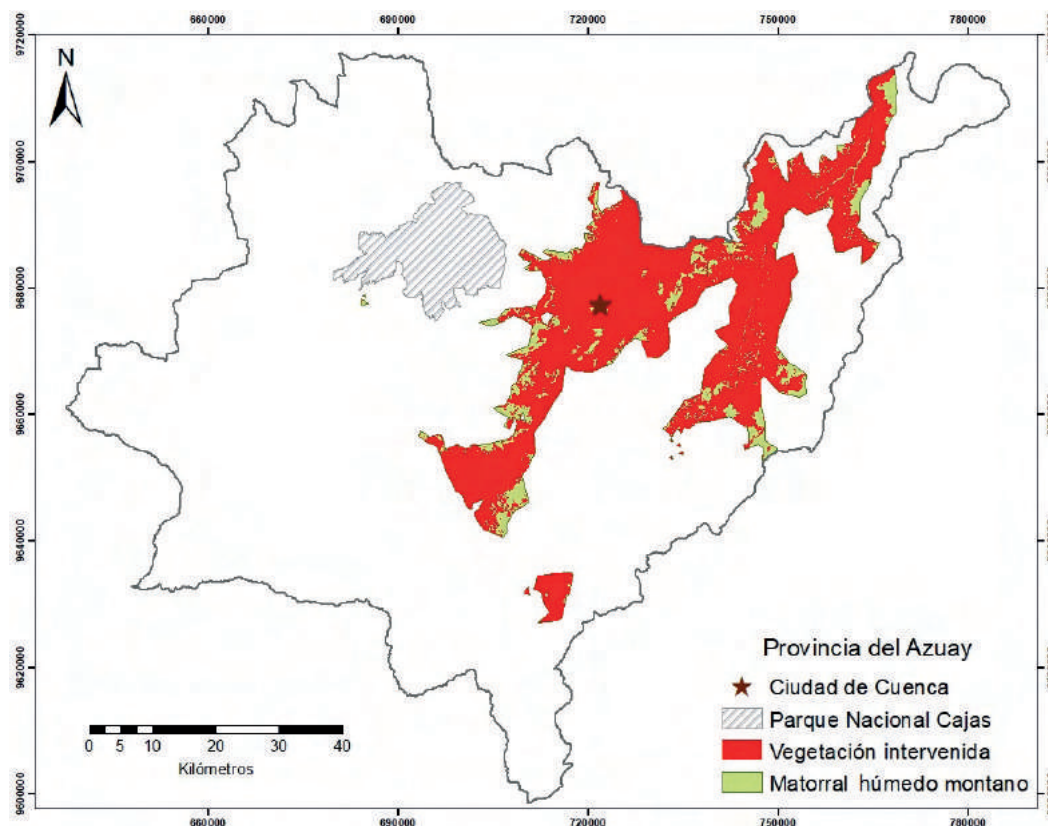 660000 690000 720000 750000 780000
9720000
N
9700000
9680000
9660000
9640000
9620000
9600000
Provincia del Azuay
Ciudad de Cuenca
Parque Nacional Cajas
Vegetación intervenida
Matorral húmedo montano
0 5 10 20 30 40
Kilómetros
660000 690000 720000 750000 780000